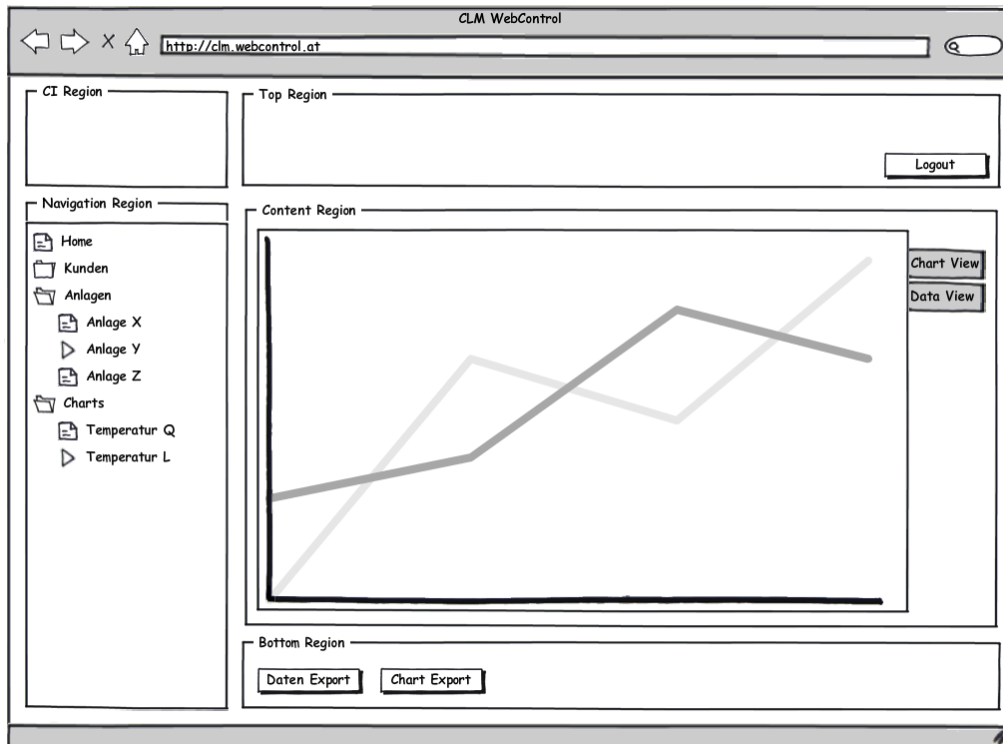 CLM WebControl
http://clm.webcontrol.at
CI Region
Top Region
Logout
Navigation Region
Home
Kunden
Anlagen
Anlage X
Anlage Y
Anlage Z
Charts
Temperatur Q
Temperatur L
Content Region
Chart View
Data View
Bottom Region
Daten Export
Chart Export